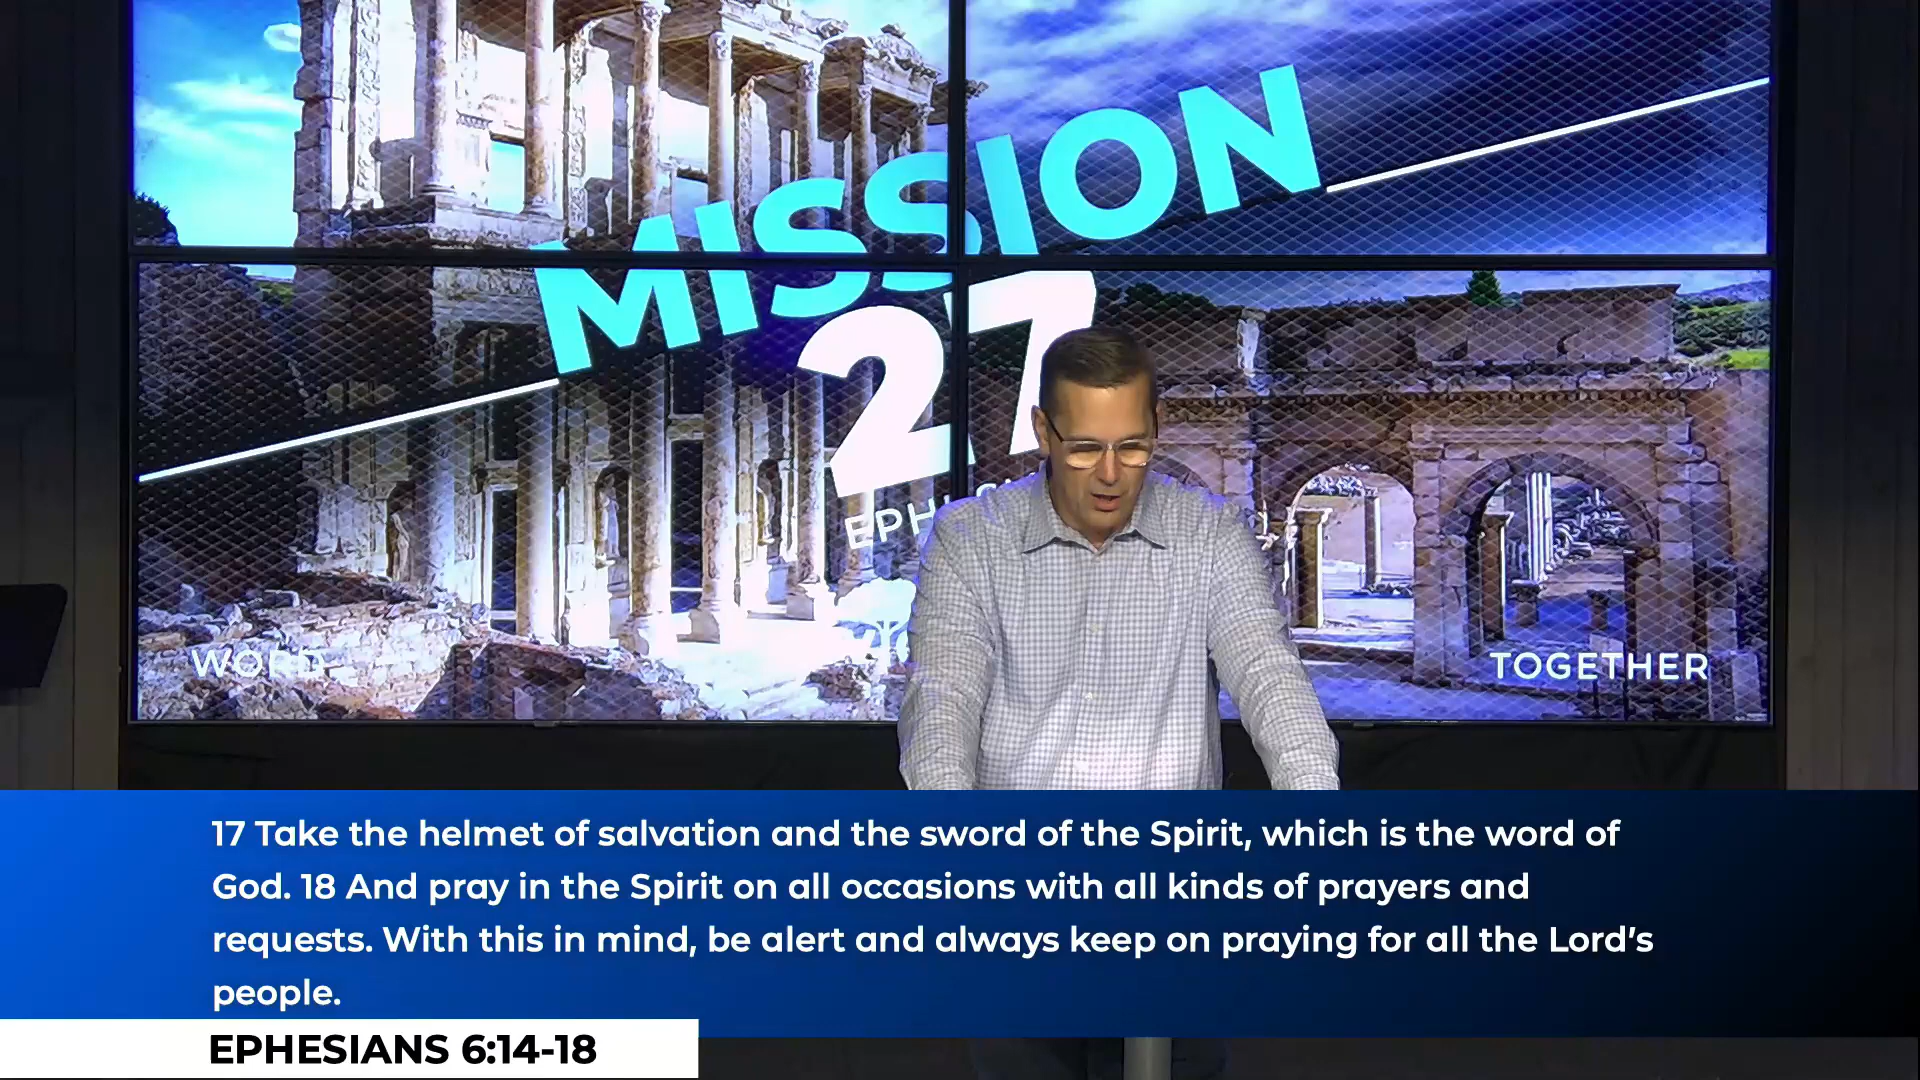 MISSION
27
EPH
WORD
TOGETHER
17 Take the helmet of salvation and the sword of the Spirit, which is the word of
God. 18 And pray in the Spirit on all occasions with all kinds of prayers and
requests. With this in mind, be alert and always keep on praying for all the Lord’s
people.
EPHESIANS 6:14-18